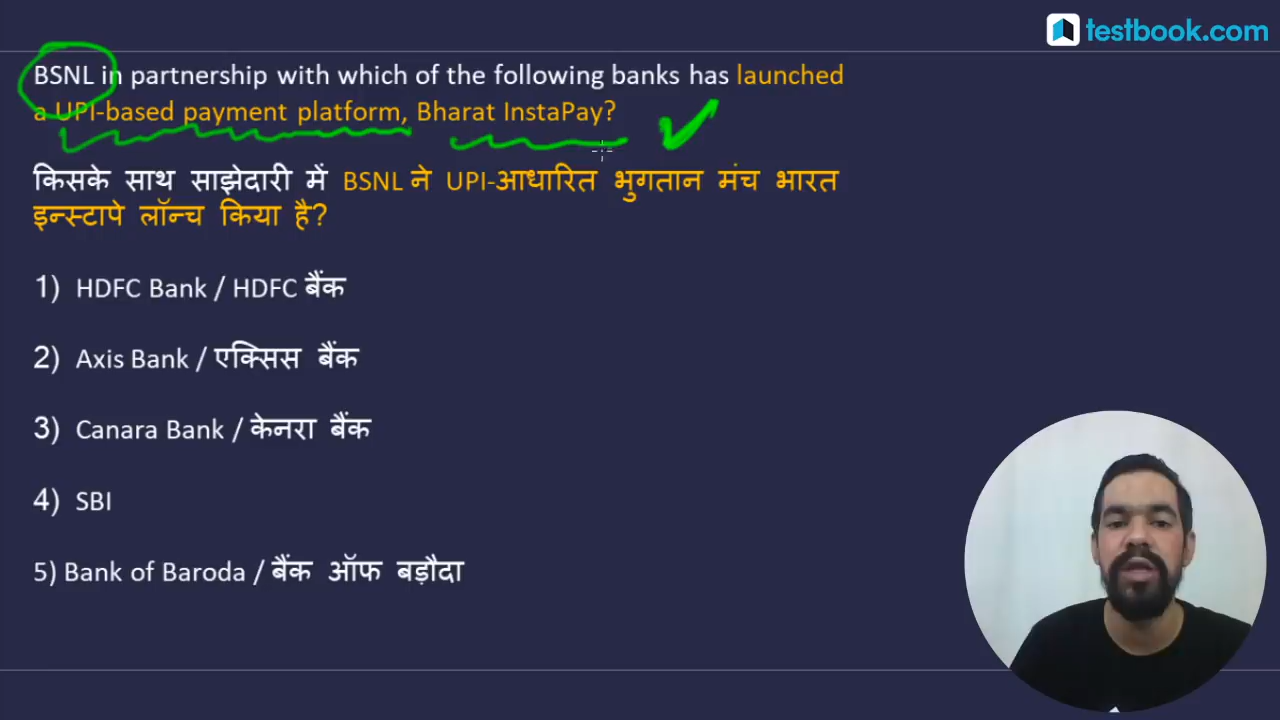 testbook.com
BSNL in partnership with which of the following banks has launched
a UPI-based payment platform, Bharat InstaPay?
किसके साथ साझेदारी में BSNL ने UPI-आधारित भुगतान मंच भारत
इन्स्टापे लॉन्च किया है?
1) HDFC Bank / HDFC बैंक
2) Axis Bank / एक्सिस बैंक
3) Canara Bank / केनरा बैंक
4) SBI
5) Bank of Baroda / बैंक ऑफ बड़ौदा